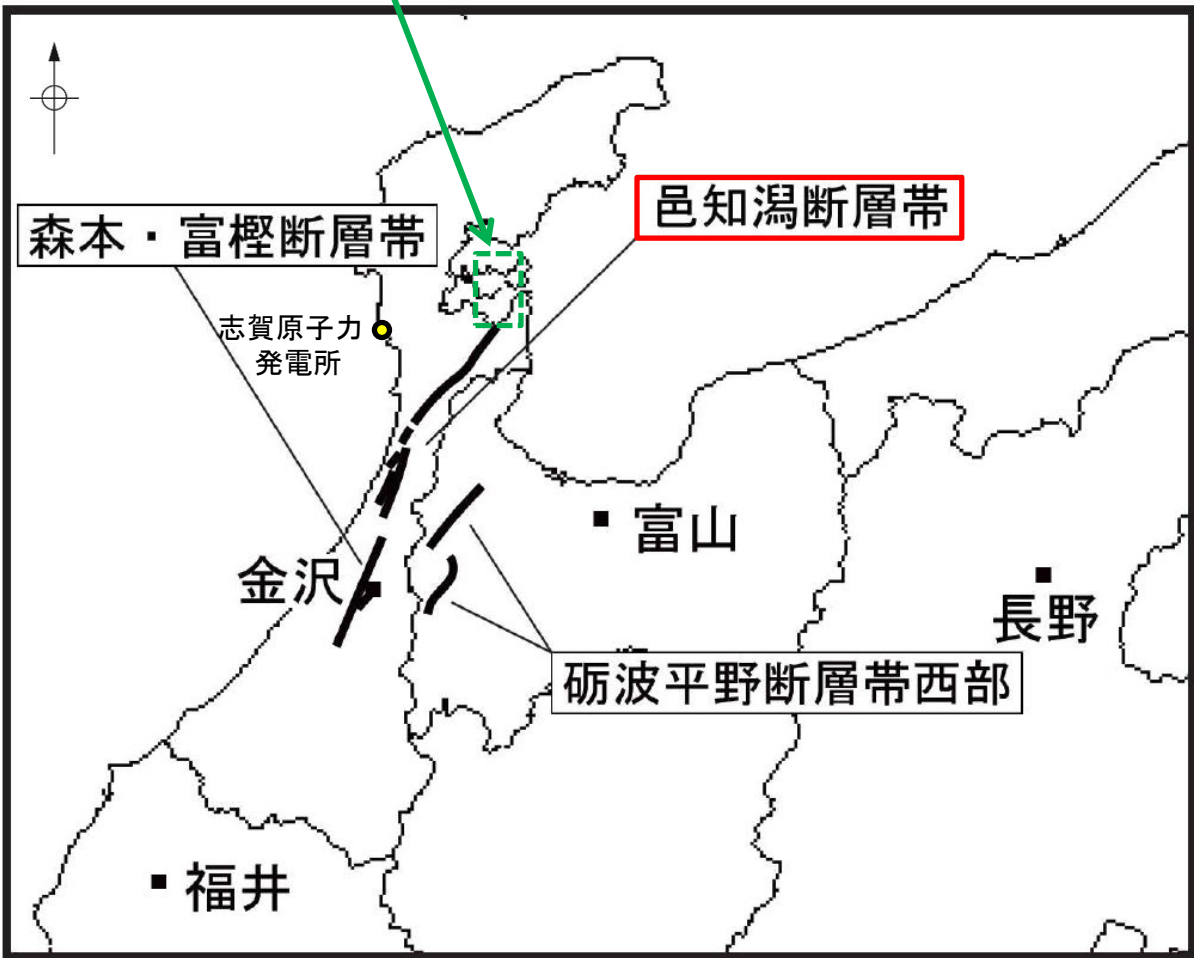 邑知潟断層帯
森本・富樫断層帯
志賀原子力
発電所
富山
金沢
長野
砺波平野断層帯西部
福井